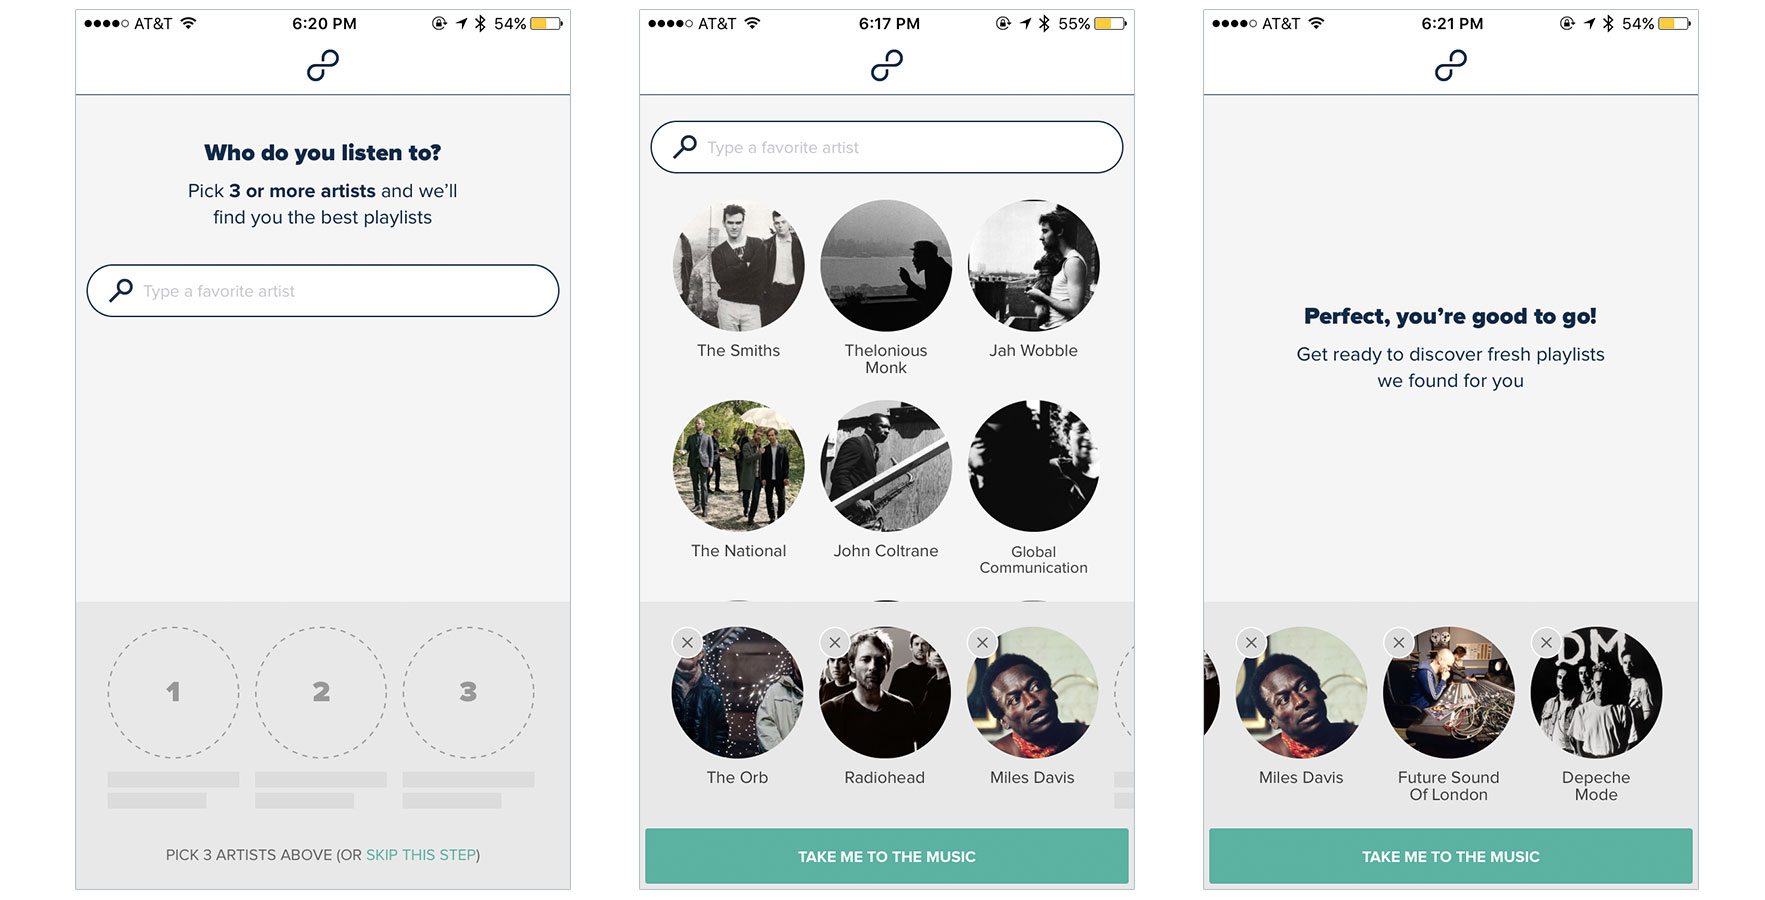 AT&T 6:20 PM 54%
Who do you listen to?
Pick 3 or more artists and we'll
find you the best playlists
Type a favorite artist
1 2 3
PICK 3 ARTISTS ABOVE (OR SKIP THIS STEP)
AT&T 6:17 PM 55%
Type a favorite artist
The Smiths
Thelonious
Monk
Jah Wobble
The National
John Coltrane
Global
Communication
The Orb
Radiohead
Miles Davis
TAKE ME TO THE MUSIC
AT&T 6:21 PM 54%
Perfect, you're good to go!
Get ready to discover fresh playlists
we found for you
DM
Miles Davis
Future Sound
Of London
Depeche
Mode
TAKE ME TO THE MUSIC